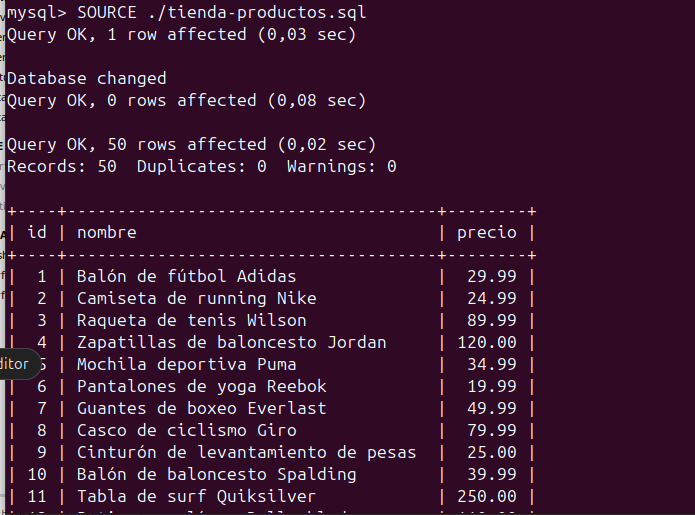 mysql> SOURCE ./tienda-productos.sql
Query OK, 1 row affected (0,03 sec)
Database changed
Query OK, 0 rows affected (0,08 sec)
Query OK, 50 rows affected (0,02 sec)
Records: 50  Duplicates: 0  Warnings: 0
+----+-------------------------------------+--------+
| id | nombre                              | precio |
+----+-------------------------------------+--------+
|  1 | Balón de fútbol Adidas              |  29.99 |
|  2 | Camiseta de running Nike            |  24.99 |
|  3 | Raqueta de tenis Wilson             |  89.99 |
|  4 | Zapatillas de baloncesto Jordan     | 120.00 |
ditor 5 | Mochila deportiva Puma              |  34.99 |
|  6 | Pantalones de yoga Reebok           |  19.99 |
|  7 | Guantes de boxeo Everlast           |  49.99 |
|  8 | Casco de ciclismo Giro              |  79.99 |
|  9 | Cinturón de levantamiento de pesas  |  25.00 |
| 10 | Balón de baloncesto Spalding        |  39.99 |
| 11 | Tabla de surf Quiksilver            | 250.00 |